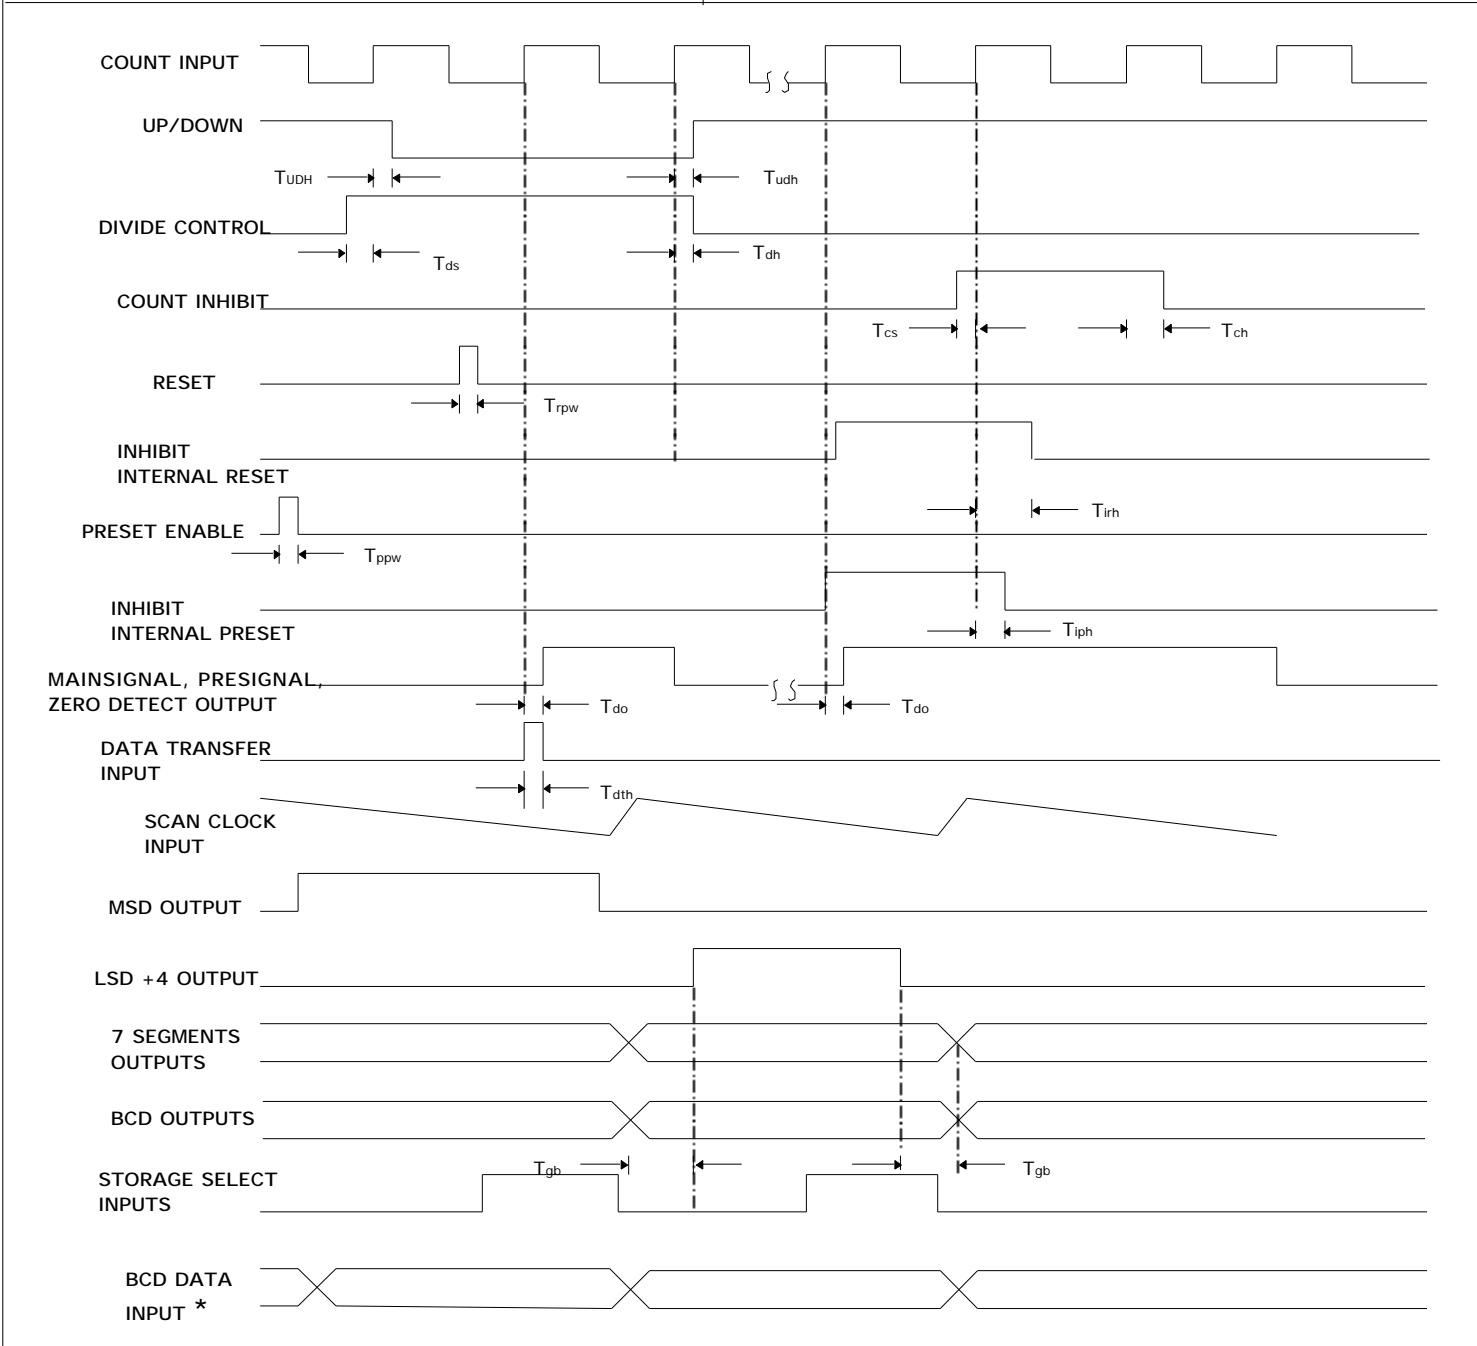 COUNT INPUT
UP/DOWN
TUDH
Tudh
DIVIDE CONTROL
Tds
Tdh
COUNT INHIBIT
Tcs
Tch
RESET
Trpw
INHIBIT
INTERNAL RESET
Tirh
PRESET ENABLE
Tppw
INHIBIT
INTERNAL PRESET
Tiph
MAINSIGNAL, PRESIGNAL,
ZERO DETECT OUTPUT
Tdo
Tdo
DATA TRANSFER
INPUT
Tdth
SCAN CLOCK
INPUT
MSD OUTPUT
LSD +4 OUTPUT
7 SEGMENTS
OUTPUTS
BCD OUTPUTS
Tgb
Tgb
STORAGE SELECT
INPUTS
BCD DATA
INPUT *